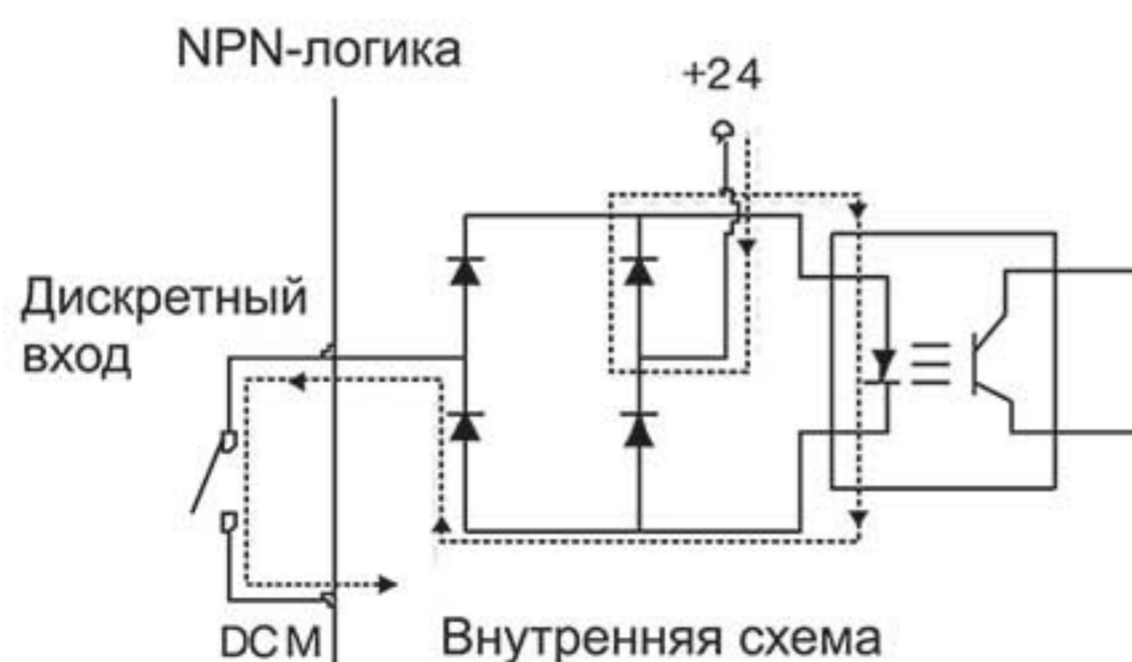 NPN-логика
+24
Дискретный
вход
DCM
Внутренняя схема